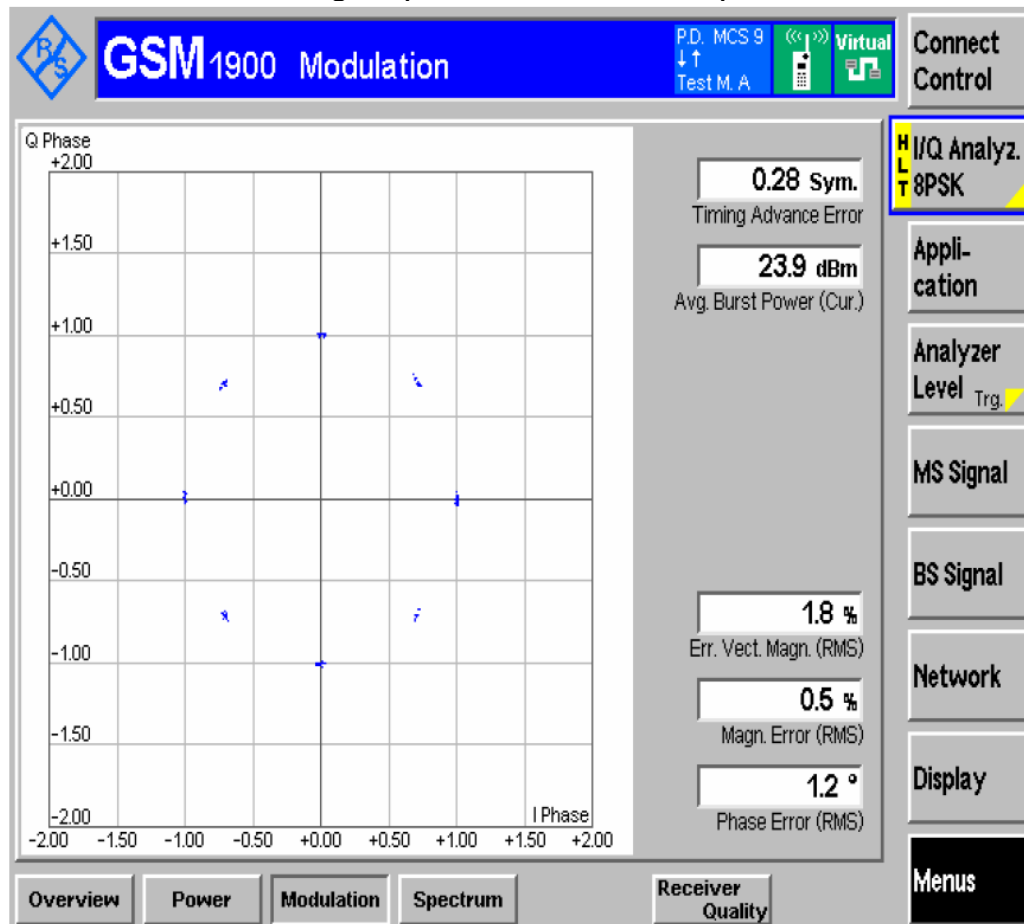 R/S
GSM 1900 Modulation
P.D. MCS 9
↓↑
Test M. A
Virtual
Connect
Control
Q Phase
+2.00
+1.50
+1.00
+0.50
+0.00
-0.50
-1.00
-1.50
-2.00
I Phase
-2.00 -1.50 -1.00 -0.50 +0.00 +0.50 +1.00 +1.50 +2.00
0.28 Sym.
Timing Advance Error
23.9 dBm
Avg. Burst Power (Cur.)
1.8 %
Err. Vect. Magn. (RMS)
0.5 %
Magn. Error (RMS)
1.2 °
Phase Error (RMS)
HLT
I/Q Analyz.
8PSK
Appli-
cation
Analyzer
Level Trg.
MS Signal
BS Signal
Network
Display
Menus
Overview
Power
Modulation
Spectrum
Receiver
Quality